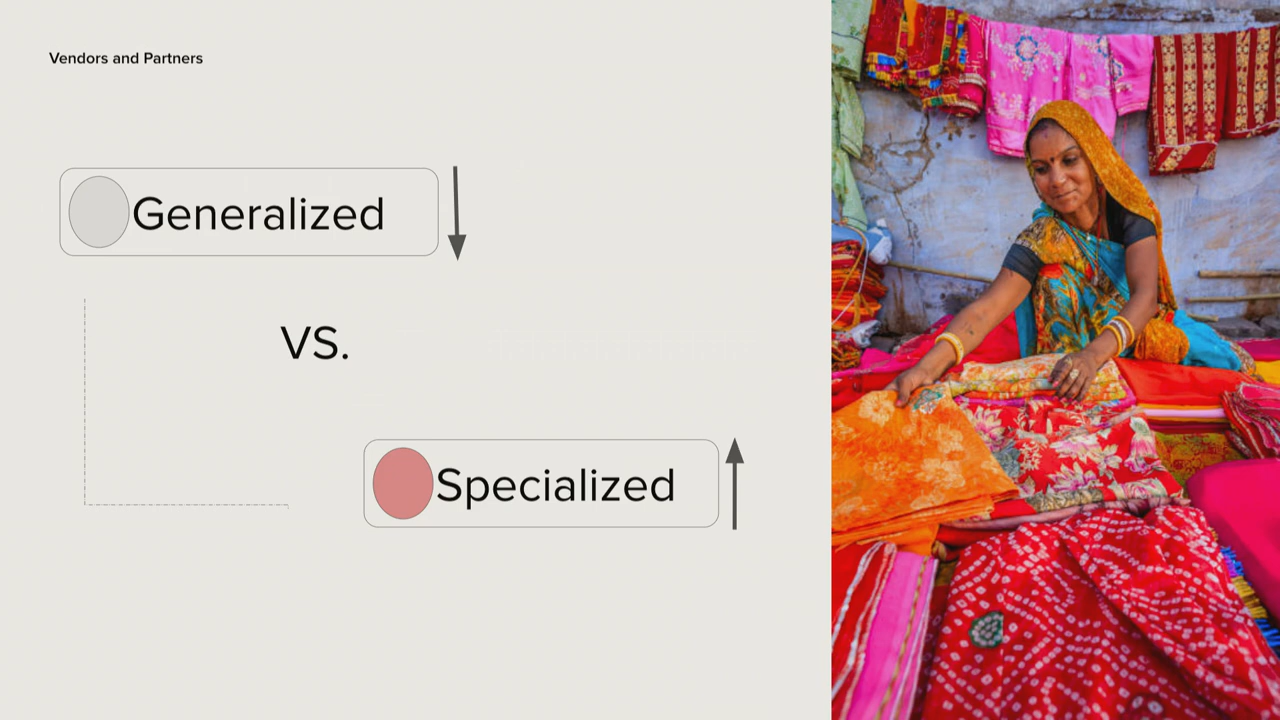 Vendors and Partners
Generalized
VS.
Specialized